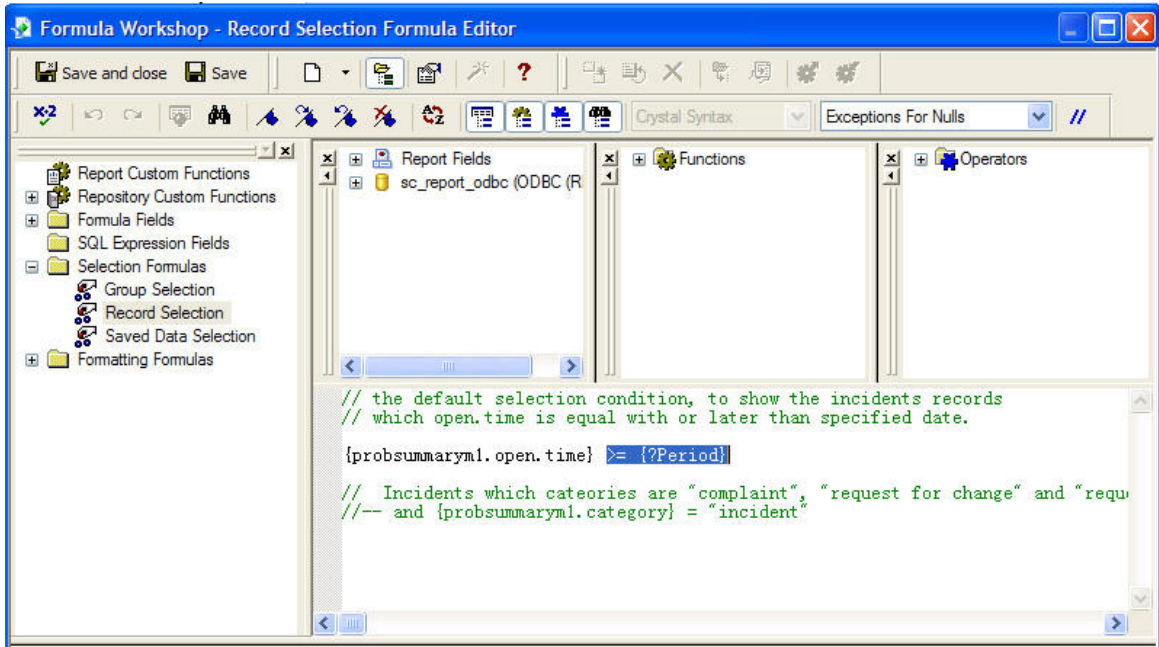 Formula Workshop - Record Selection Formula Editor
Save and close Save
x·2 A Z Crystal Syntax Exceptions For Nulls //
Report Custom Functions
Repository Custom Functions
Formula Fields
SQL Expression Fields
Selection Formulas
Group Selection
Record Selection
Saved Data Selection
Formatting Formulas
Report Fields
sc_report_odbc (ODBC (R
Functions
Operators
// the default selection condition, to show the incidents records
// which open.time is equal with or later than specified date.
{probsummarym1.open.time} >= {?Period}
// Incidents which cateories are "complaint", "request for change" and "requ
//-- and {probsummarym1.category} = "incident"